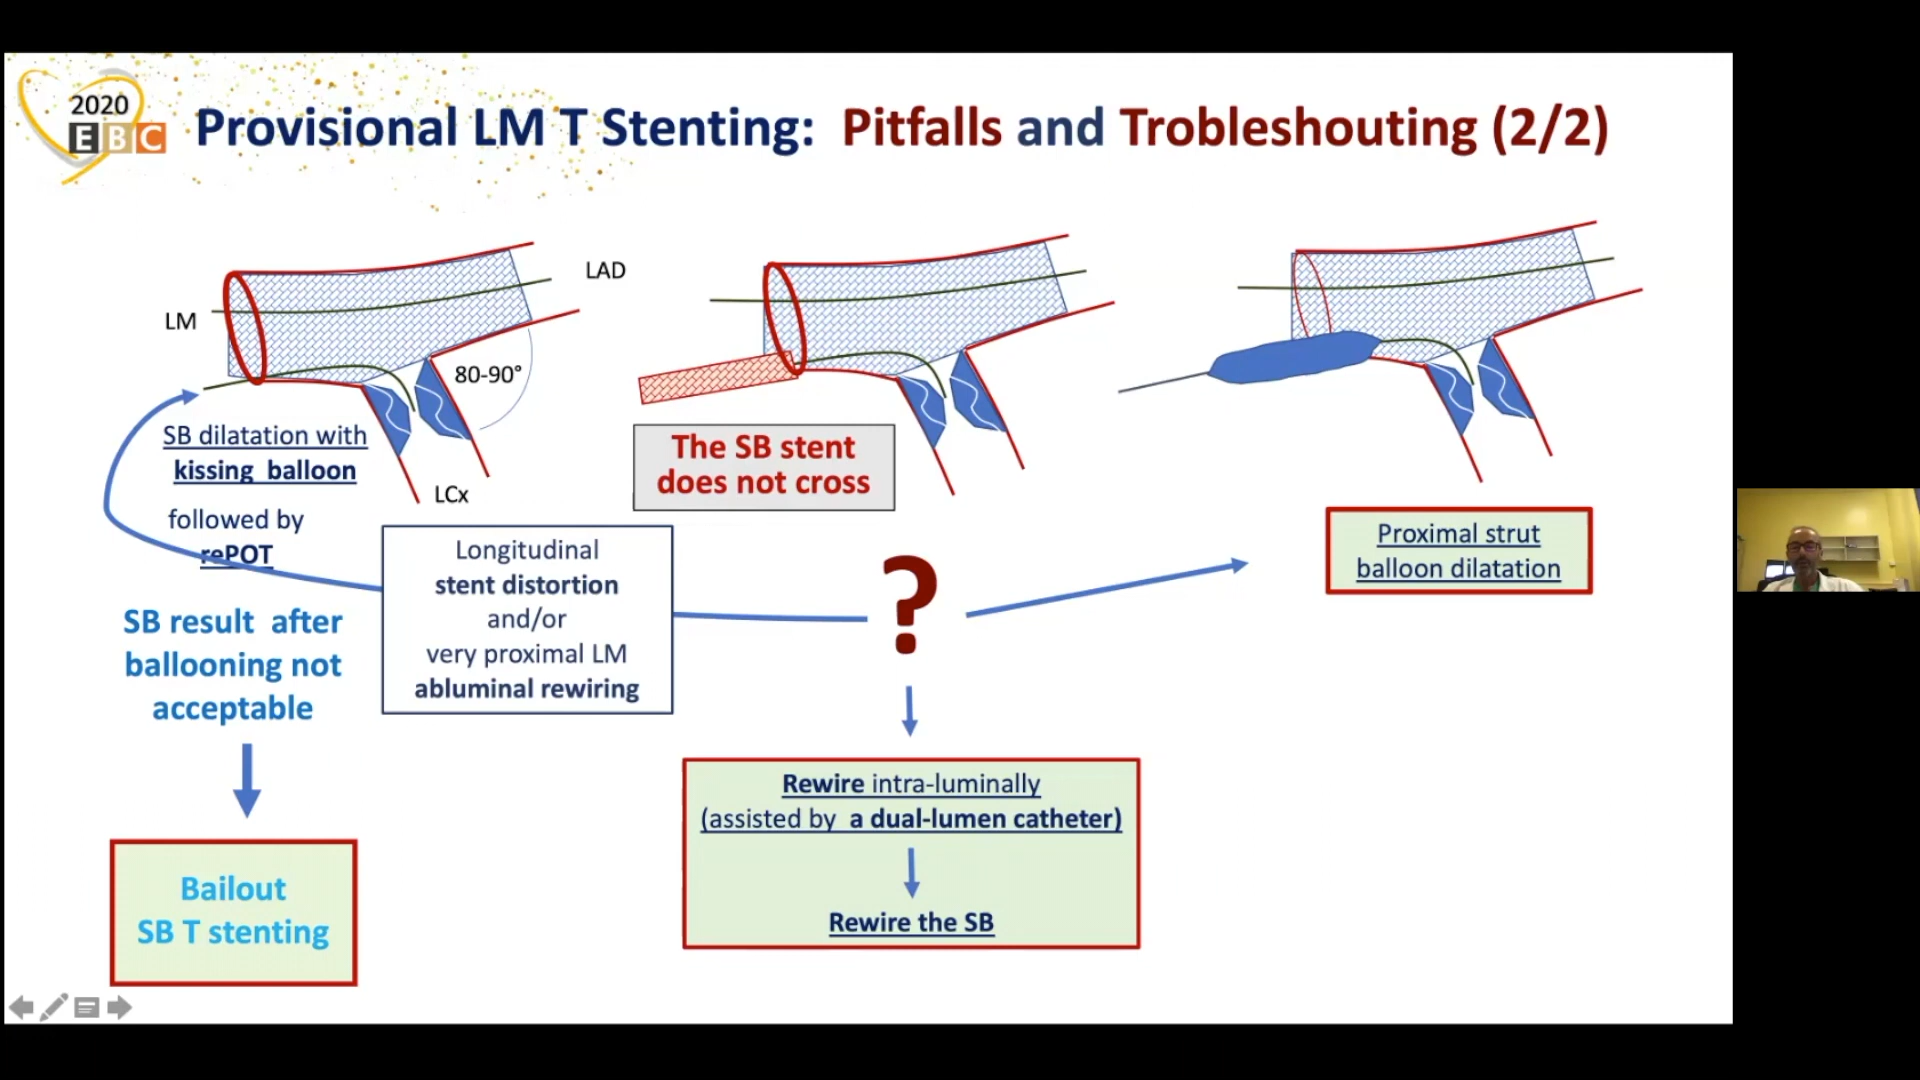 2020
EBC
Provisional LM T Stenting: Pitfalls and Trobleshouting (2/2)
LM
LAD
80-90°
LCx
SB dilatation with
kissing balloon
followed by
rePOT
SB result after
ballooning not
acceptable
Bailout
SB T stenting
Longitudinal
stent distortion
and/or
very proximal LM
abluminal rewiring
The SB stent
does not cross
?
Rewire intra-luminally
(assisted by a dual-lumen catheter)
Rewire the SB
Proximal strut
balloon dilatation